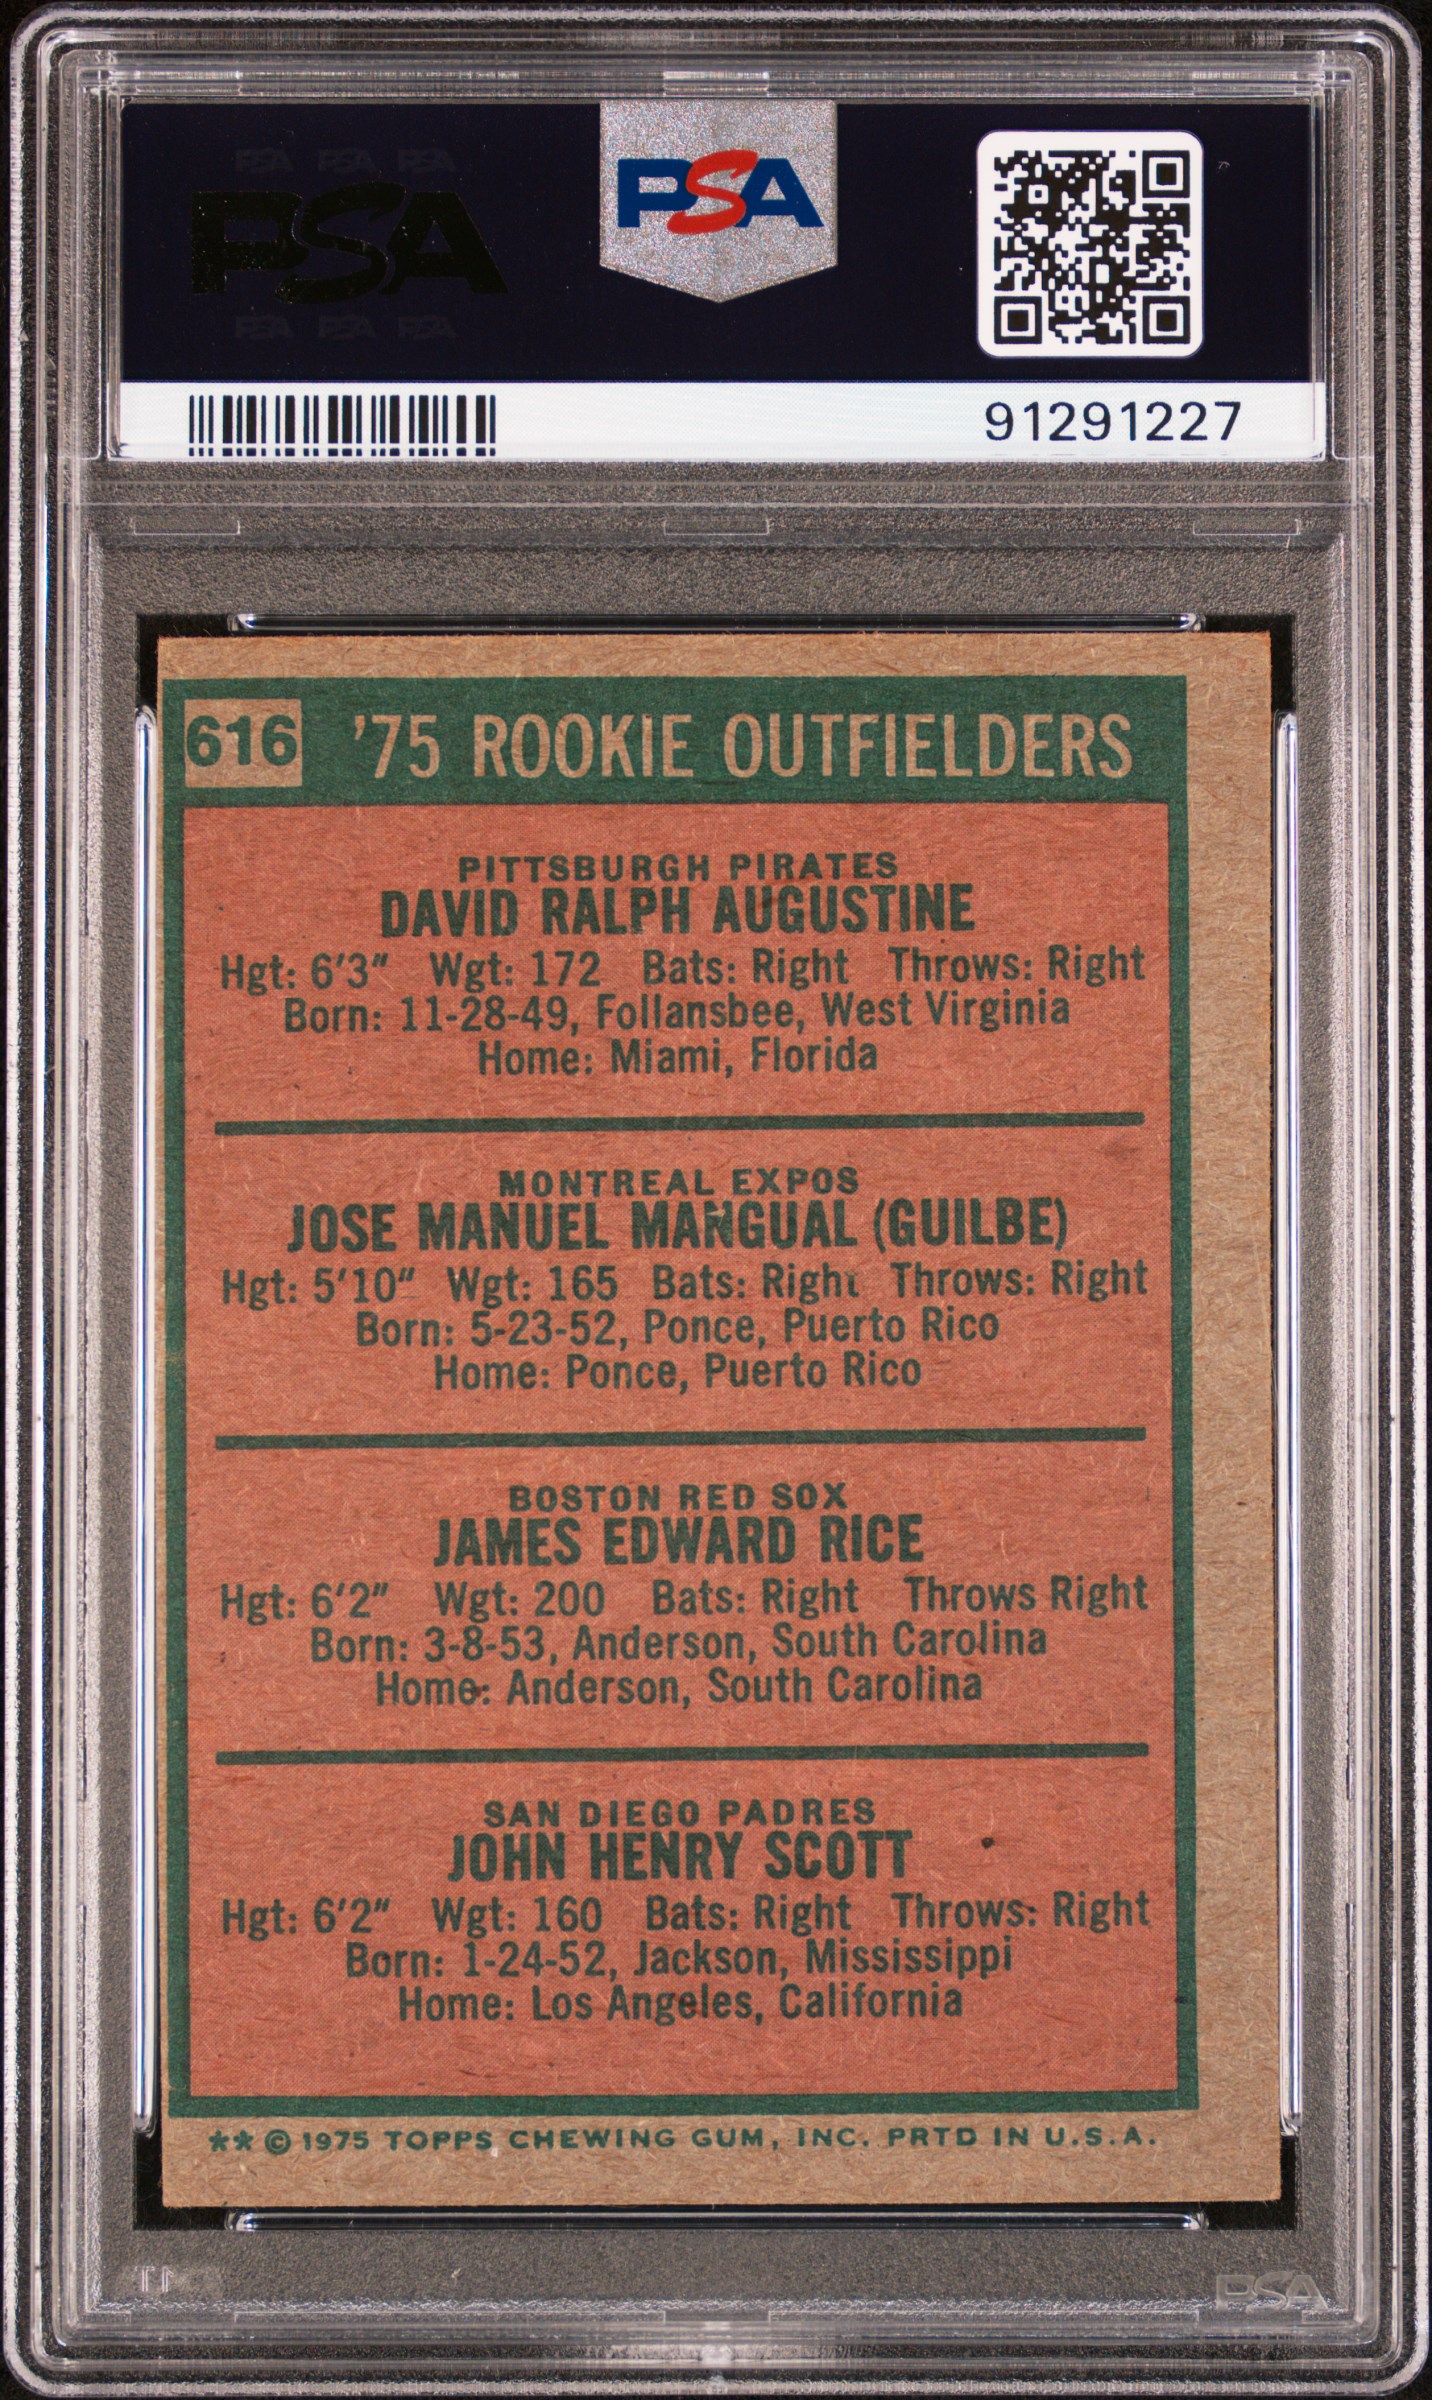 PSA PSA PSA
PSA
PSA PSA PSA
PSA
91291227
616 '75 ROOKIE OUTFIELDERS
PITTSBURGH PIRATES
DAVID RALPH AUGUSTINE
Hgt: 6'3" Wgt: 172 Bats: Right Throws: Right
Born: 11-28-49, Follansbee, West Virginia
Home: Miami, Florida
MONTREAL EXPOS
JOSE MANUEL MANGUAL (GUILBE)
Hgt: 5'10" Wgt: 165 Bats: Right Throws: Right
Born: 5-23-52, Ponce, Puerto Rico
Home: Ponce, Puerto Rico
BOSTON RED SOX
JAMES EDWARD RICE
Hgt: 6'2" Wgt: 200 Bats: Right Throws Right
Born: 3-8-53, Anderson, South Carolina
Home: Anderson, South Carolina
SAN DIEGO PADRES
JOHN HENRY SCOTT
Hgt: 6'2" Wgt: 160 Bats: Right Throws: Right
Born: 1-24-52, Jackson, Mississippi
Home: Los Angeles, California
** © 1975 TOPPS CHEWING GUM, INC. PRTD IN U.S.A.
PSA